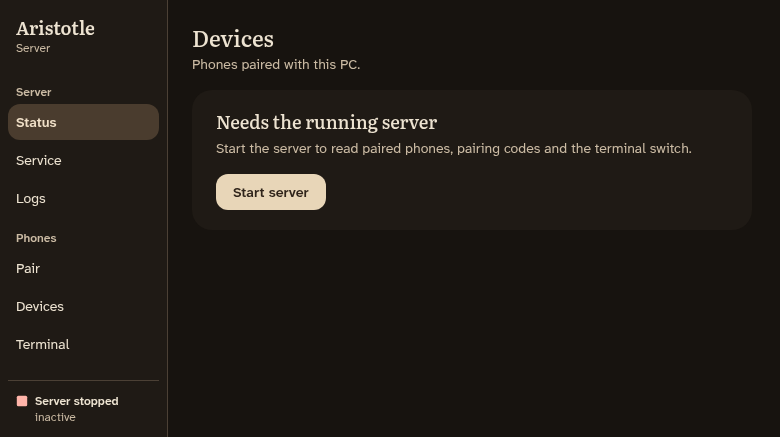 Aristotle
Server
Server
Status
Service
Logs
Phones
Pair
Devices
Terminal
Server stopped
inactive
Devices
Phones paired with this PC.
Needs the running server
Start the server to read paired phones, pairing codes and the terminal switch.
Start server